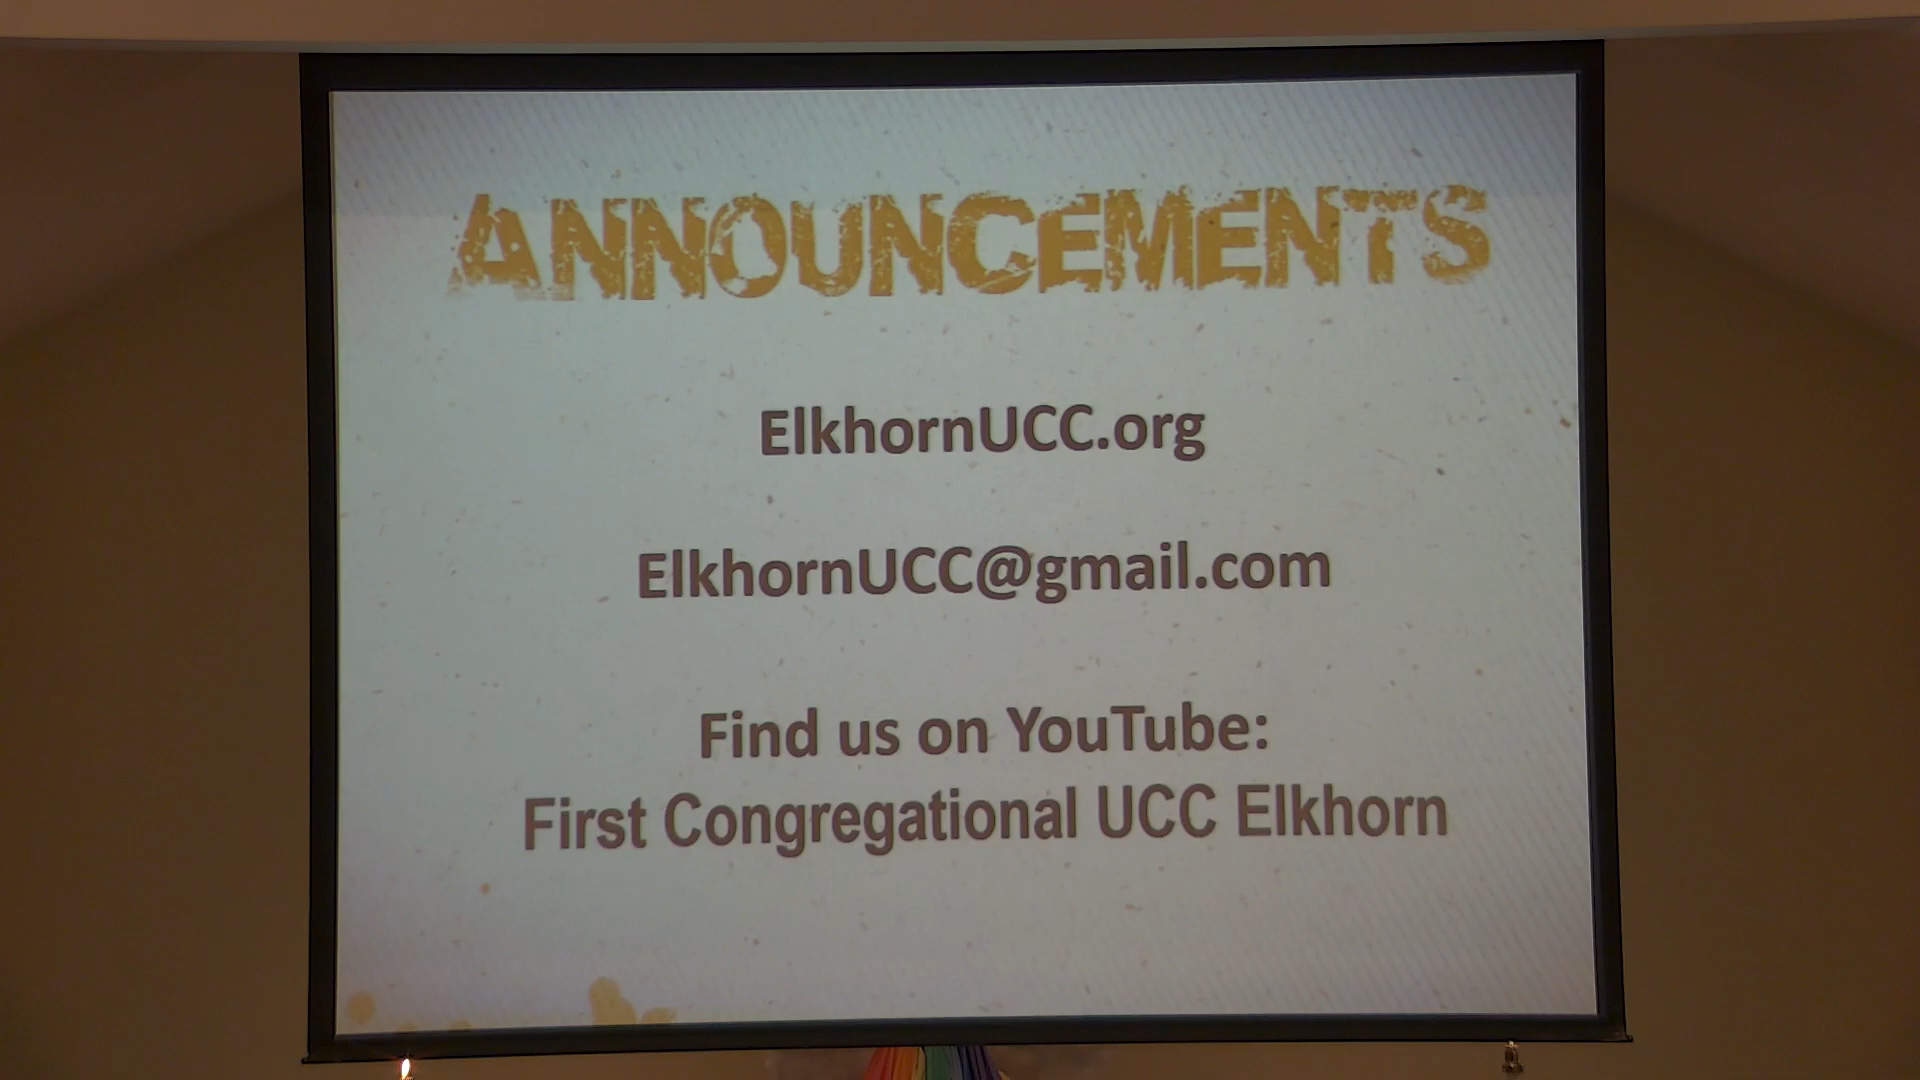 ANNOUNCEMENTS
ElkhornUCC.org
ElkhornUCC@gmail.com
Find us on YouTube:
First Congregational UCC Elkhorn